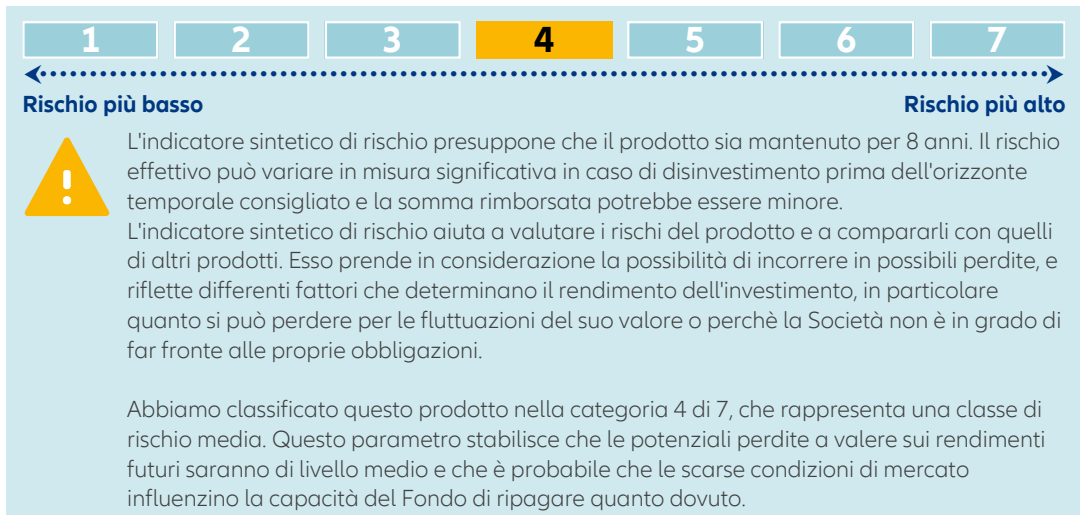 1 2 3 4 5 6 7
Rischio più basso Rischio più alto
L'indicatore sintetico di rischio presuppone che il prodotto sia mantenuto per 8 anni. Il rischio
effettivo può variare in misura significativa in caso di disinvestimento prima dell'orizzonte
temporale consigliato e la somma rimborsata potrebbe essere minore.
L'indicatore sintetico di rischio aiuta a valutare i rischi del prodotto e a compararli con quelli
di altri prodotti. Esso prende in considerazione la possibilità di incorrere in possibili perdite, e
riflette differenti fattori che determinano il rendimento dell'investimento, in particolare
quanto si può perdere per le fluttuazioni del suo valore o perchè la Società non è in grado di
far fronte alle proprie obbligazioni.
Abbiamo classificato questo prodotto nella categoria 4 di 7, che rappresenta una classe di
rischio media. Questo parametro stabilisce che le potenziali perdite a valere sui rendimenti
futuri saranno di livello medio e che è probabile che le scarse condizioni di mercato
influenzino la capacità del Fondo di ripagare quanto dovuto.